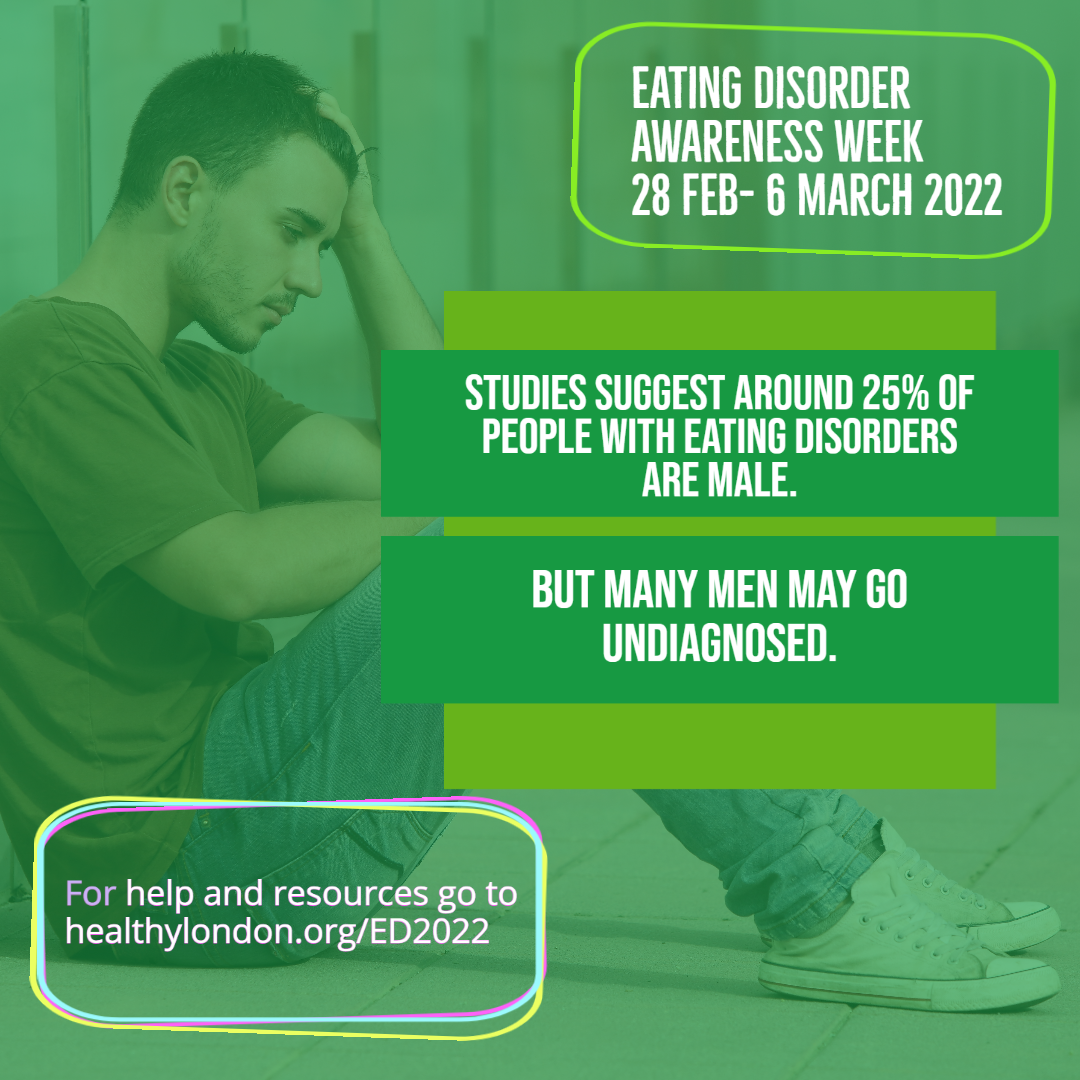 EATING DISORDER
AWARENESS WEEK
28 FEB- 6 MARCH 2022
STUDIES SUGGEST AROUND 25% OF
PEOPLE WITH EATING DISORDERS
ARE MALE.
BUT MANY MEN MAY GO
UNDIAGNOSED.
For help and resources go to
healthylondon.org/ED2022